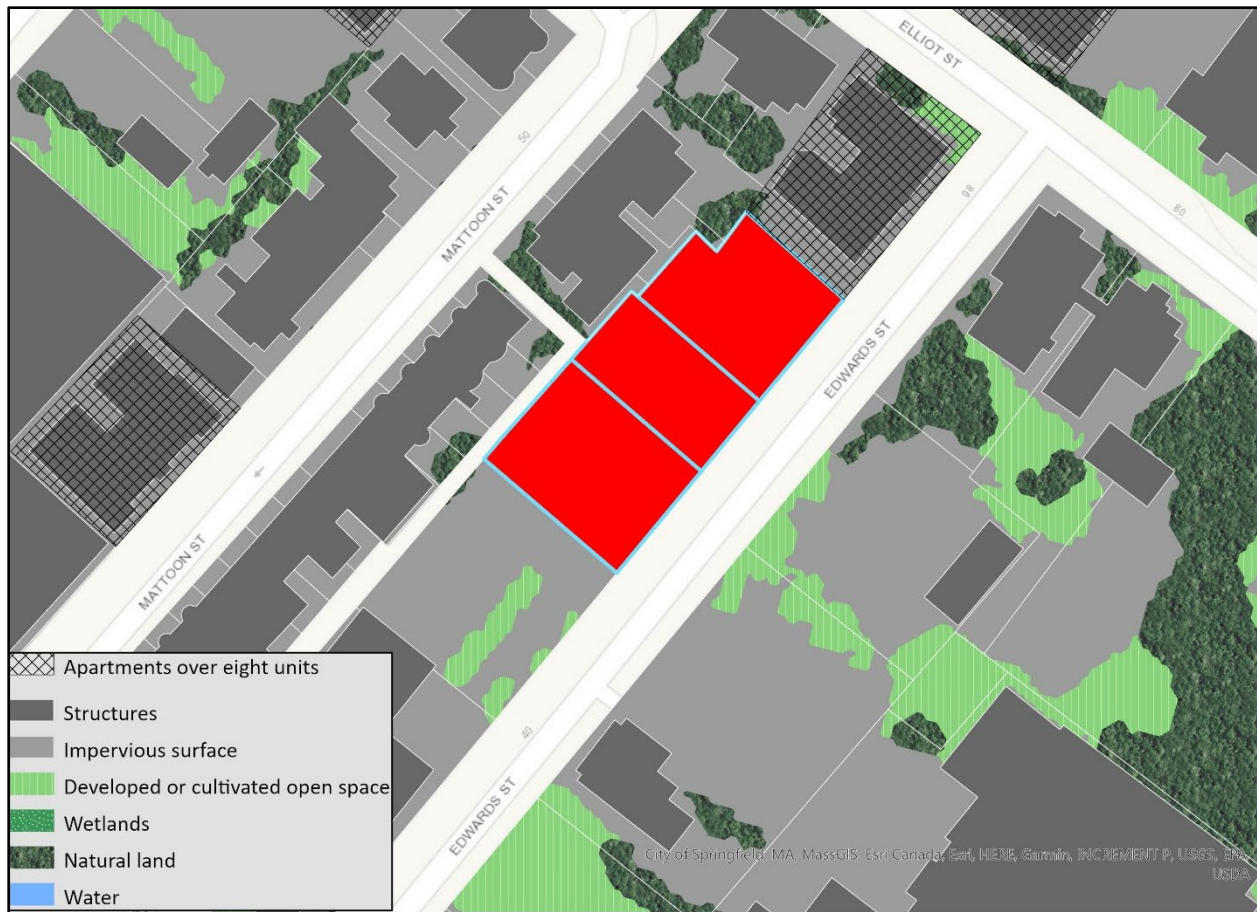 ELLIOT ST
50
MATTOON ST
98
80
EDWARDS ST
←
MATTOON ST
40
EDWARDS ST
Apartments over eight units
Structures
Impervious surface
Developed or cultivated open space
Wetlands
Natural land
Water
City of Springfield, MA, MassGIS, Esri Canada, Esri, HERE, Garmin, INCREMENT P, USGS, EPA,
USDA